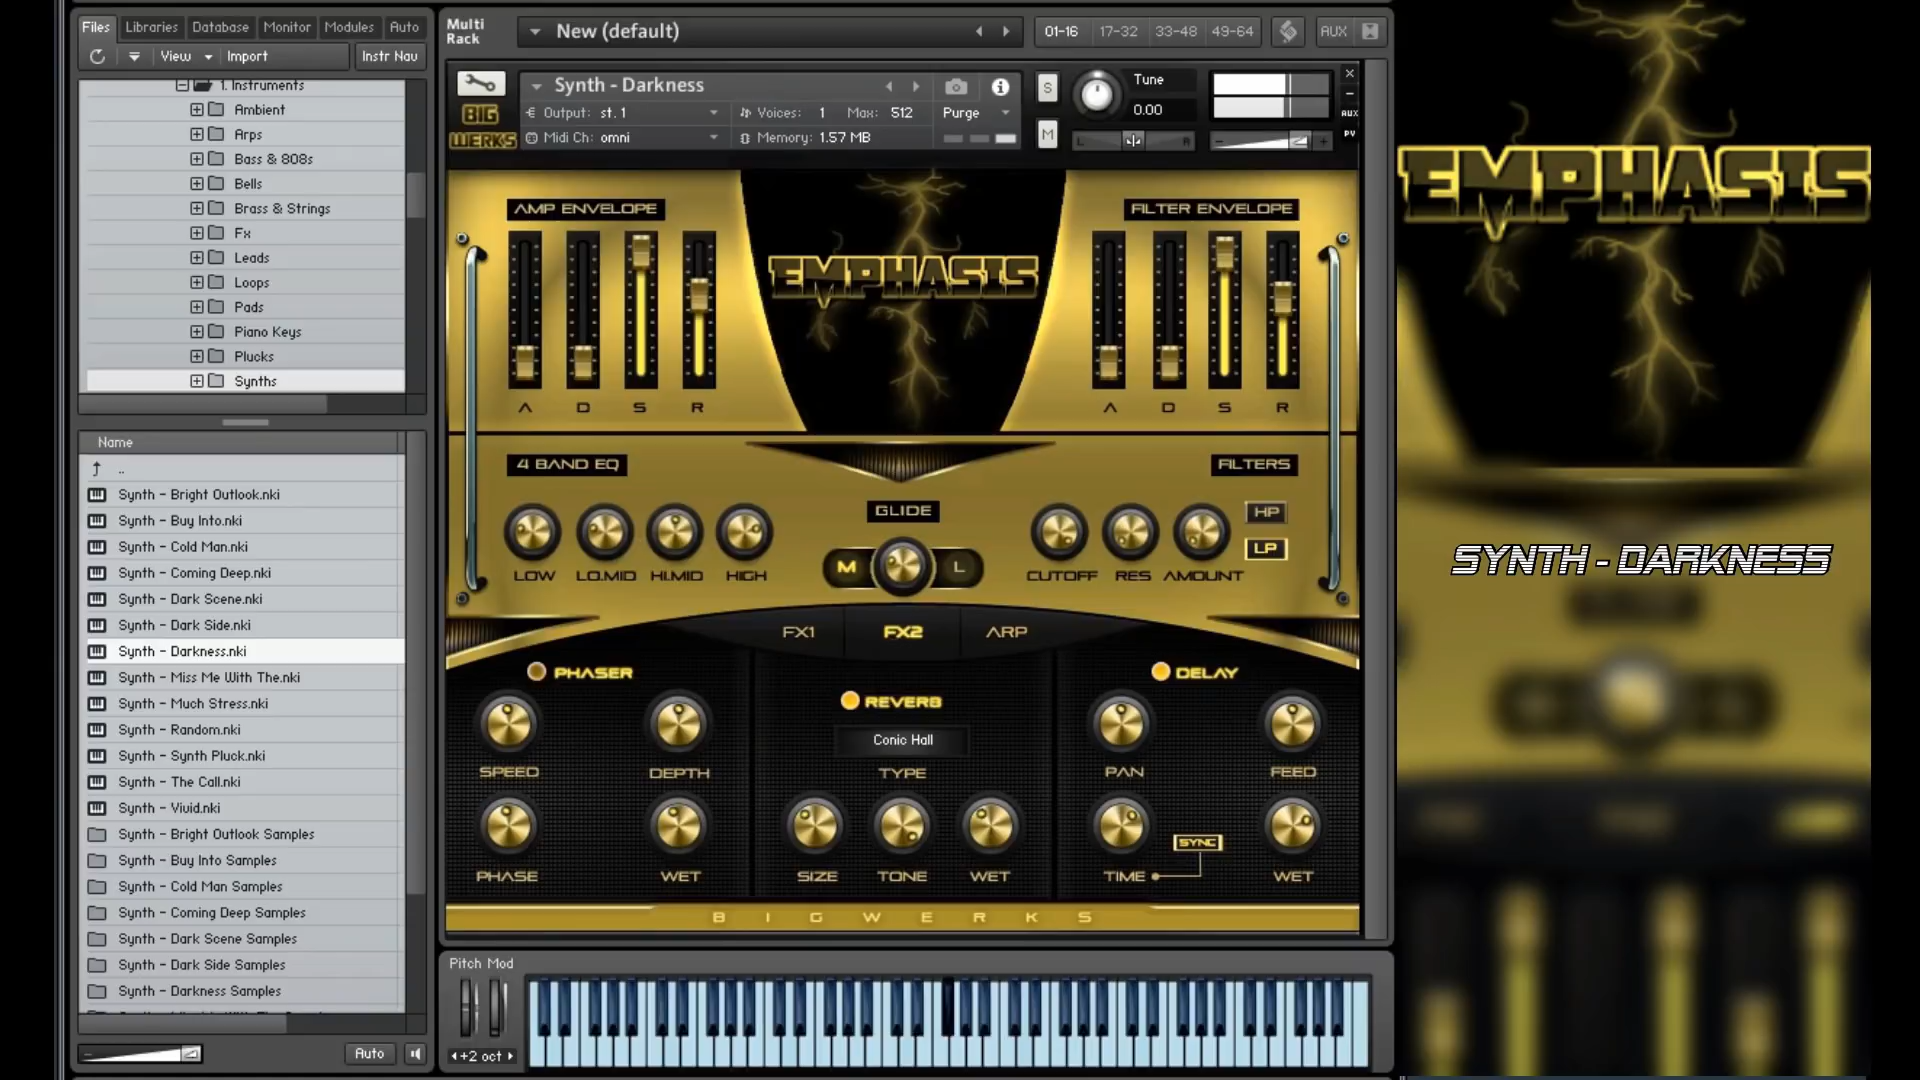 Files Libraries Database Monitor Modules Auto
View Import Instr Nav
1. Instruments
Ambient
Arps
Bass & 808s
Bells
Brass & Strings
Fx
Leads
Loops
Pads
Piano Keys
Plucks
Synths
Name
..
Synth - Bright Outlook.nki
Synth - Buy Into.nki
Synth - Cold Man.nki
Synth - Coming Deep.nki
Synth - Dark Scene.nki
Synth - Dark Side.nki
Synth - Darkness.nki
Synth - Miss Me With The.nki
Synth - Much Stress.nki
Synth - Random.nki
Synth - Synth Pluck.nki
Synth - The Call.nki
Synth - Vivid.nki
Synth - Bright Outlook Samples
Synth - Buy Into Samples
Synth - Cold Man Samples
Synth - Coming Deep Samples
Synth - Dark Scene Samples
Synth - Dark Side Samples
Synth - Darkness Samples
Auto
Multi Rack
New (default)
01-16 17-32 33-48 49-64 AUX
BIG WERKS
Synth - Darkness
Output: st. 1 Voices: 1 Max: 512 Purge
Midi Ch: omni Memory: 1.57 MB
S
M
Tune
0.00
L R
AUX
PV
AMP ENVELOPE
EMPHASIS
FILTER ENVELOPE
A D S R
A D S R
4 BAND EQ
GLIDE
FILTERS
HP
LP
M L
LOW LO.MID HI.MID HIGH
CUTOFF RES AMOUNT
FX1 FX2 ARP
PHASER
REVERB
DELAY
Conic Hall
SPEED DEPTH TYPE PAN FEED
SYNC
PHASE WET SIZE TONE WET TIME WET
B I G W E R K S
Pitch Mod
+2 oct
EMPHASIS
SYNTH - DARKNESS